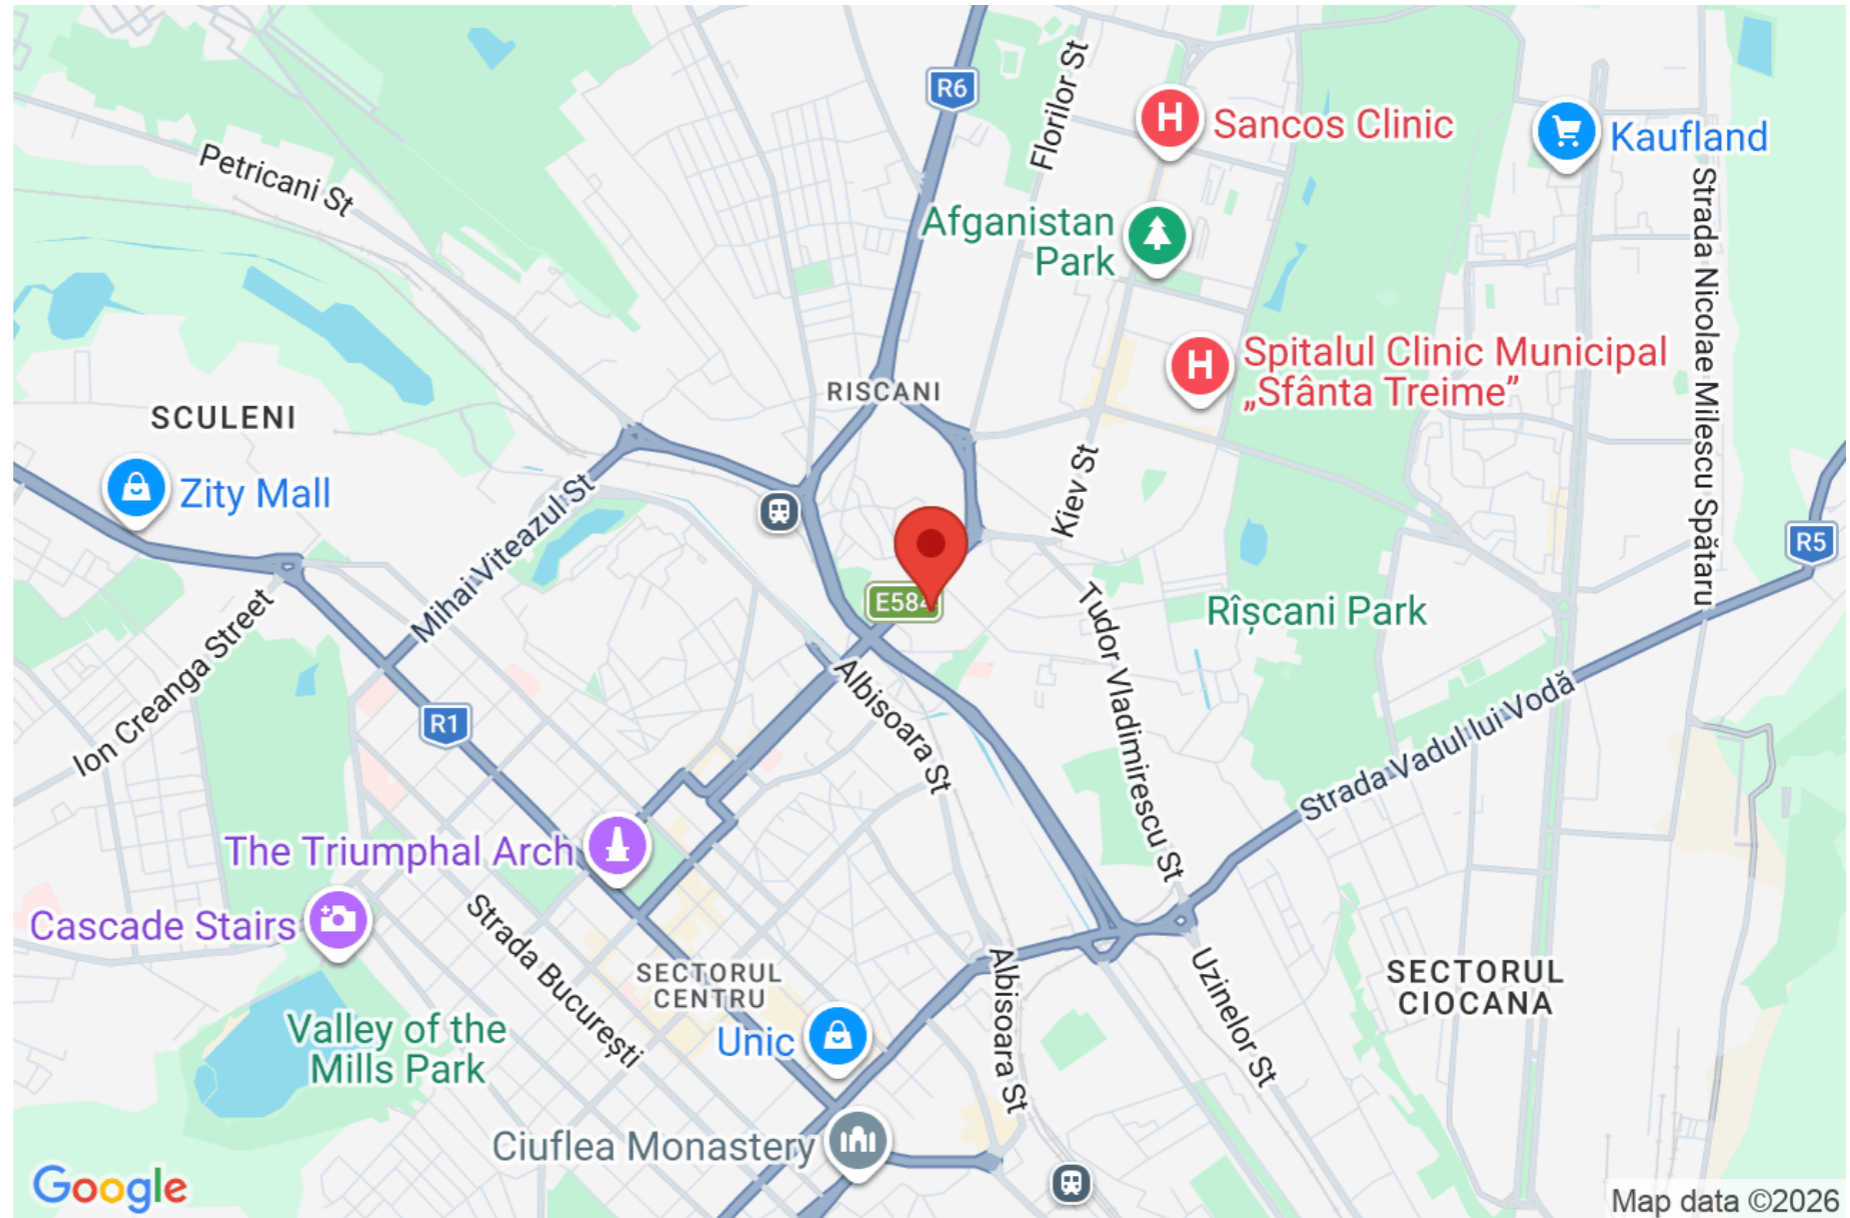 R6
Florilor St
Sancos Clinic
Kaufland
Petricani St
Afganistan
Park
Strada Nicolae Milescu Spătaru
Spitalul Clinic Municipal
„Sfânta Treime”
RISCANI
SCULENI
Zity Mall
Mihai Viteazul St
Kiev St
R5
E584
Rîșcani Park
Tudor Vladimirescu St
Ion Creanga Street
Albisoara St
R1
Strada Vadul lui Vodă
The Triumphal Arch
Cascade Stairs
Strada București
SECTORUL
CENTRU
Albisoara St
Uzinelor St
SECTORUL
CIOCANA
Valley of the
Mills Park
Unic
Ciuflea Monastery
Google
Map data ©2026